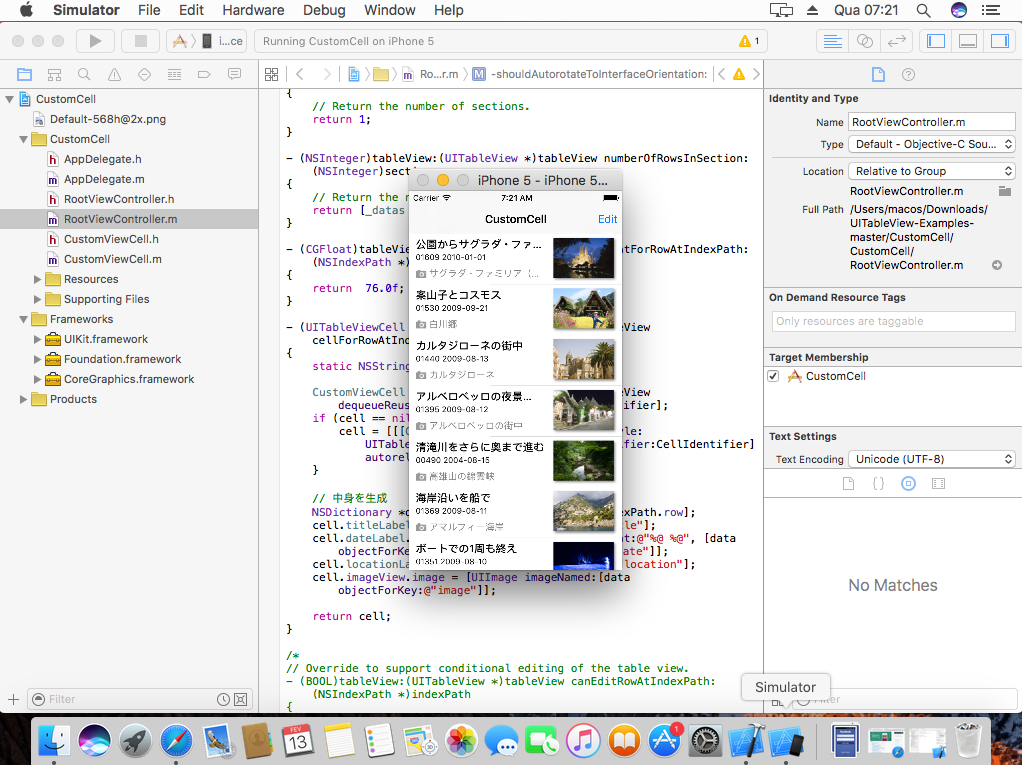 Simulator File Edit Hardware Debug Window Help
Qua 07:21
i...ce
Running CustomCell on iPhone 5
1
Ro...r.m
M -shouldAutorotateToInterfaceOrientation:
CustomCell
Default-568h@2x.png
CustomCell
h AppDelegate.h
m AppDelegate.m
h RootViewController.h
m RootViewController.m
h CustomViewCell.h
m CustomViewCell.m
Resources
Supporting Files
Frameworks
UIKit.framework
Foundation.framework
CoreGraphics.framework
Products
Filter
{
// Return the number of sections.
return 1;
}
- (NSInteger)tableView:(UITableView *)tableView numberOfRowsInSection:
(NSInteger)sec
{
// Return the n
return [_datas
}
- (CGFloat)tableVie
atForRowAtIndexPath:
(NSIndexPath *)
{
return 76.0f;
}
- (UITableViewCell
View
cellForRowAtInd
{
static NSString
CustomViewCell
View
dequeueReus
ifier];
if (cell == nil
cell = [[[C
le:
UITable
ifier:CellIdentifier]
autorel
}
// 中身を生成
NSDictionary *d
exPath.row];
cell.titleLabel
le"];
cell.dateLabel.
at:@"%@ %@", [data
objectForKe
ate"]];
cell.locationLa
location"];
cell.imageView.image = [UIImage imageNamed:[data
objectForKey:@"image"]];
return cell;
}
/*
// Override to support conditional editing of the table view.
- (BOOL)tableView:(UITableView *)tableView canEditRowAtIndexPath:
(NSIndexPath *)indexPath
{
iPhone 5 - iPhone 5...
Carrier 7:21 AM
CustomCell Edit
公園からサグラダ・ファ...
01609 2010-01-01
サグラダ・ファミリア（...
案山子とコスモス
01530 2009-09-21
白川郷
カルタジローネの街中
01440 2009-08-13
カルタジローネ
アルベロベッロの夜景...
01395 2009-08-12
アルベロベッロの街中
清滝川をさらに奥まで進む
00490 2004-08-15
高雄山の錦雲峡
海岸沿いを船で
01369 2009-08-11
アマルフィー海岸
ボートでの1周も終え
01351 2009-08-10
Identity and Type
Name RootViewController.m
Type Default - Objective-C Sou...
Location Relative to Group
RootViewController.m
Full Path /Users/macos/Downloads/
UITableView-Examples-
master/CustomCell/
CustomCell/
RootViewController.m
On Demand Resource Tags
Only resources are taggable
Target Membership
CustomCell
Text Settings
Text Encoding Unicode (UTF-8)
No Matches
Filter
Simulator
FEV
13
1